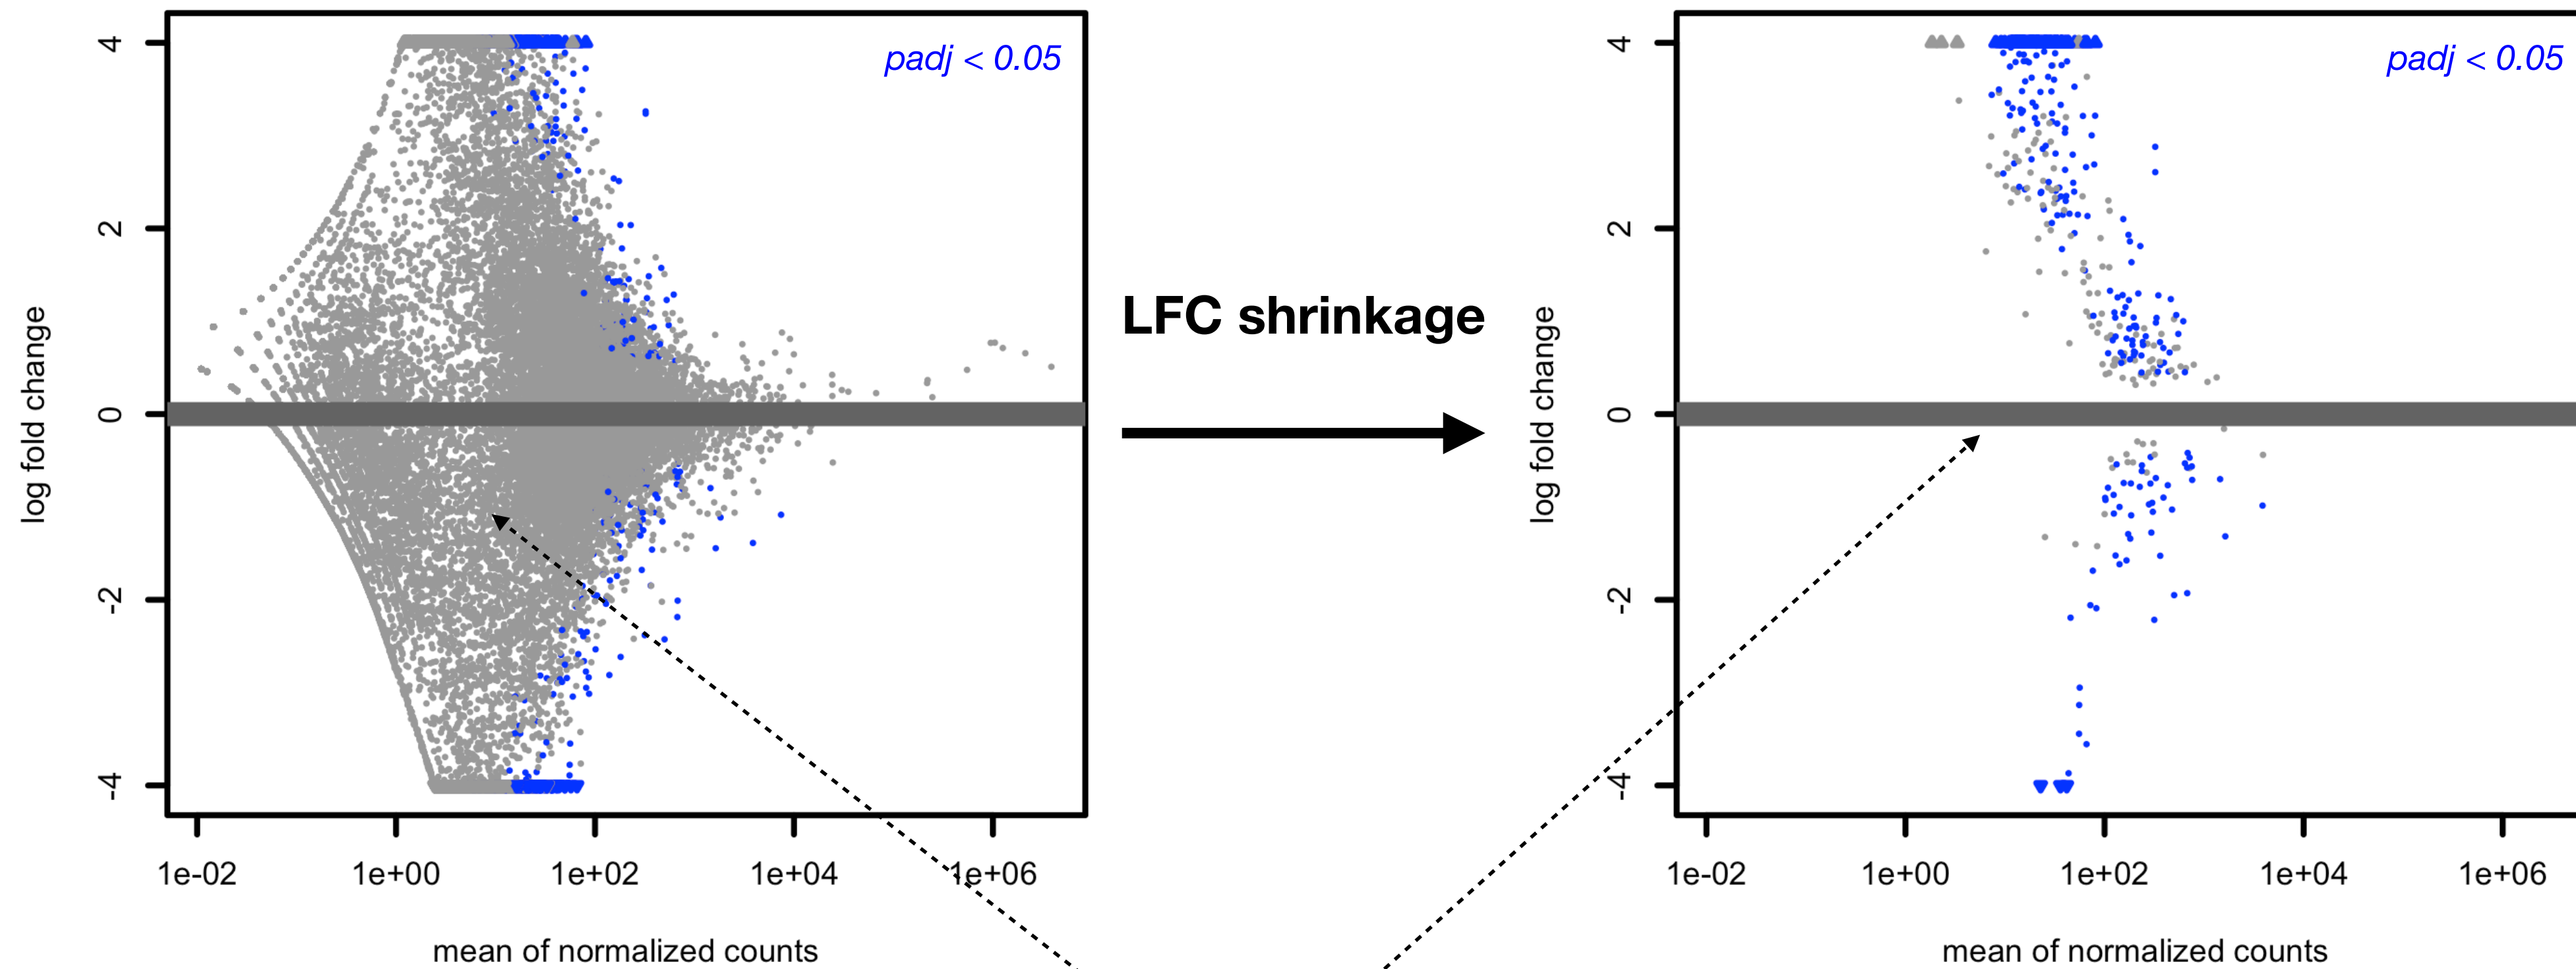 padj < 0.05
4
2
0
-2
-4
log fold change
1e-02 1e+00 1e+02 1e+04 1e+06
mean of normalized counts
LFC shrinkage
padj < 0.05
4
2
0
-2
-4
log fold change
1e-02 1e+00 1e+02 1e+04 1e+06
mean of normalized counts